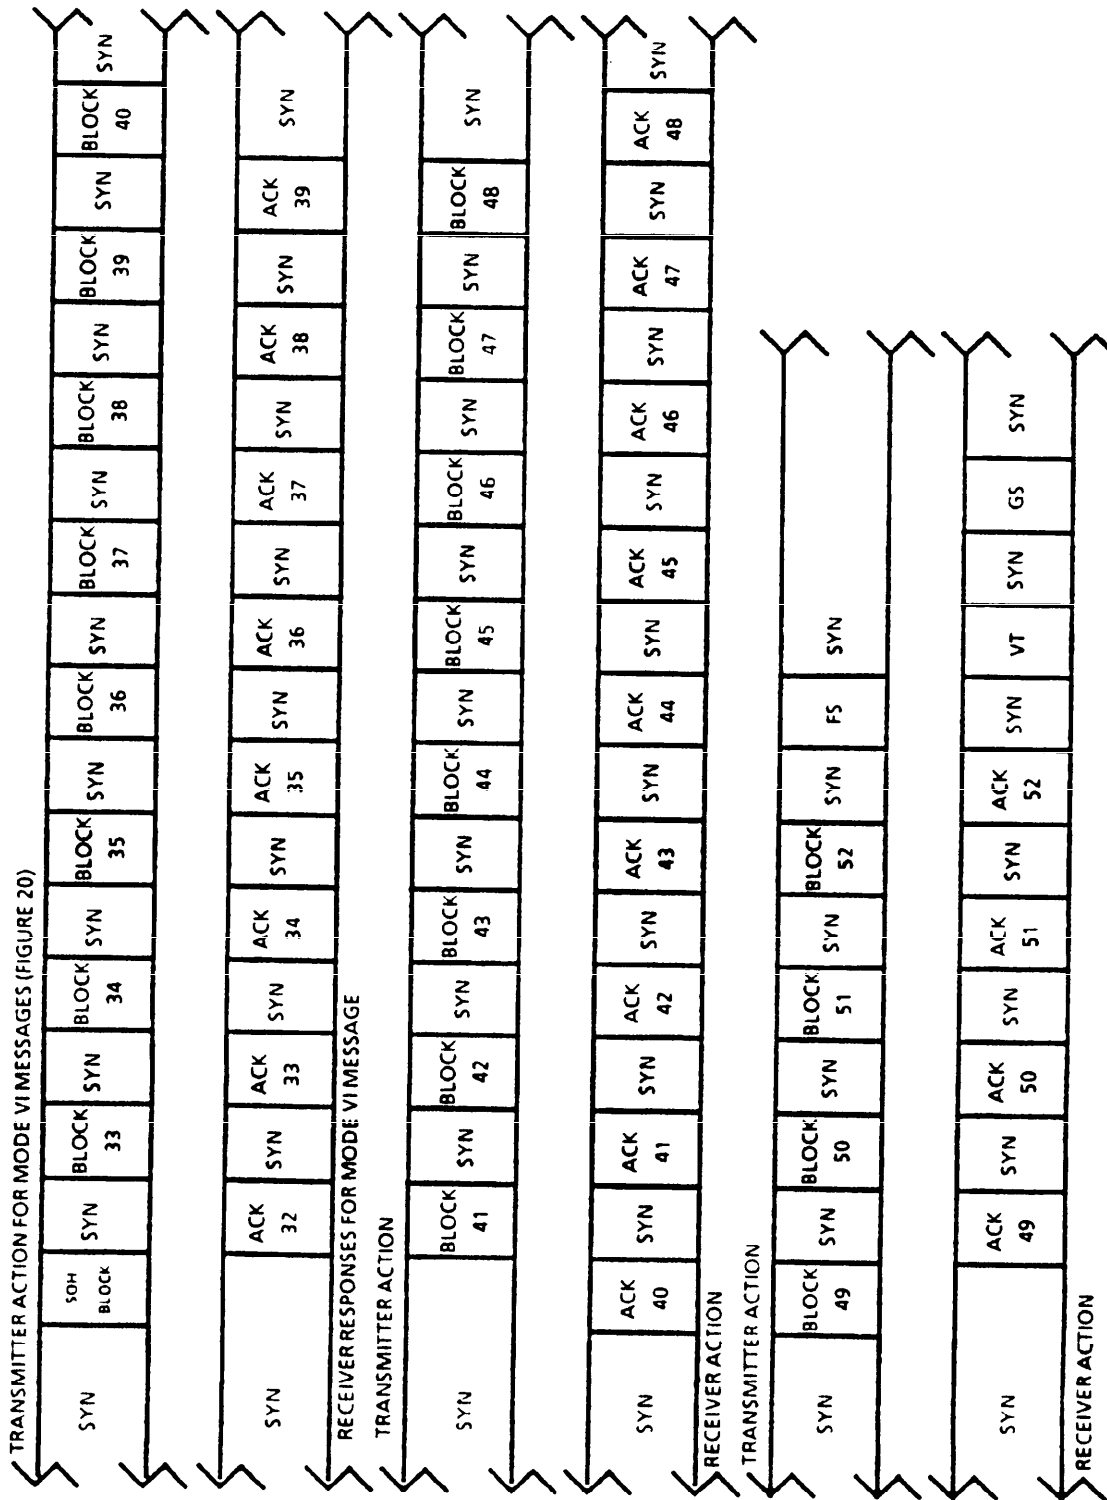 TRANSMITTER ACTION FOR MODE VI MESSAGES (FIGURE 20)
SYN
SOH BLOCK
SYN
BLOCK 33
SYN
BLOCK 34
SYN
BLOCK 35
SYN
BLOCK 36
SYN
BLOCK 37
SYN
BLOCK 38
SYN
BLOCK 39
SYN
BLOCK 40
SYN
SYN
ACK 32
SYN
ACK 33
SYN
ACK 34
SYN
ACK 35
SYN
ACK 36
SYN
ACK 37
SYN
ACK 38
SYN
ACK 39
SYN
RECEIVER RESPONSES FOR MODE VI MESSAGE
TRANSMITTER ACTION
SYN
BLOCK 41
SYN
BLOCK 42
SYN
BLOCK 43
SYN
BLOCK 44
SYN
BLOCK 45
SYN
BLOCK 46
SYN
BLOCK 47
SYN
BLOCK 48
SYN
SYN
ACK 40
SYN
ACK 41
SYN
ACK 42
SYN
ACK 43
SYN
ACK 44
SYN
ACK 45
SYN
ACK 46
SYN
ACK 47
SYN
ACK 48
SYN
RECEIVER ACTION
TRANSMITTER ACTION
SYN
BLOCK 49
SYN
BLOCK 50
SYN
BLOCK 51
SYN
BLOCK 52
SYN
FS
SYN
SYN
ACK 49
SYN
ACK 50
SYN
ACK 51
SYN
ACK 52
SYN
VT
SYN
GS
SYN
RECEIVER ACTION